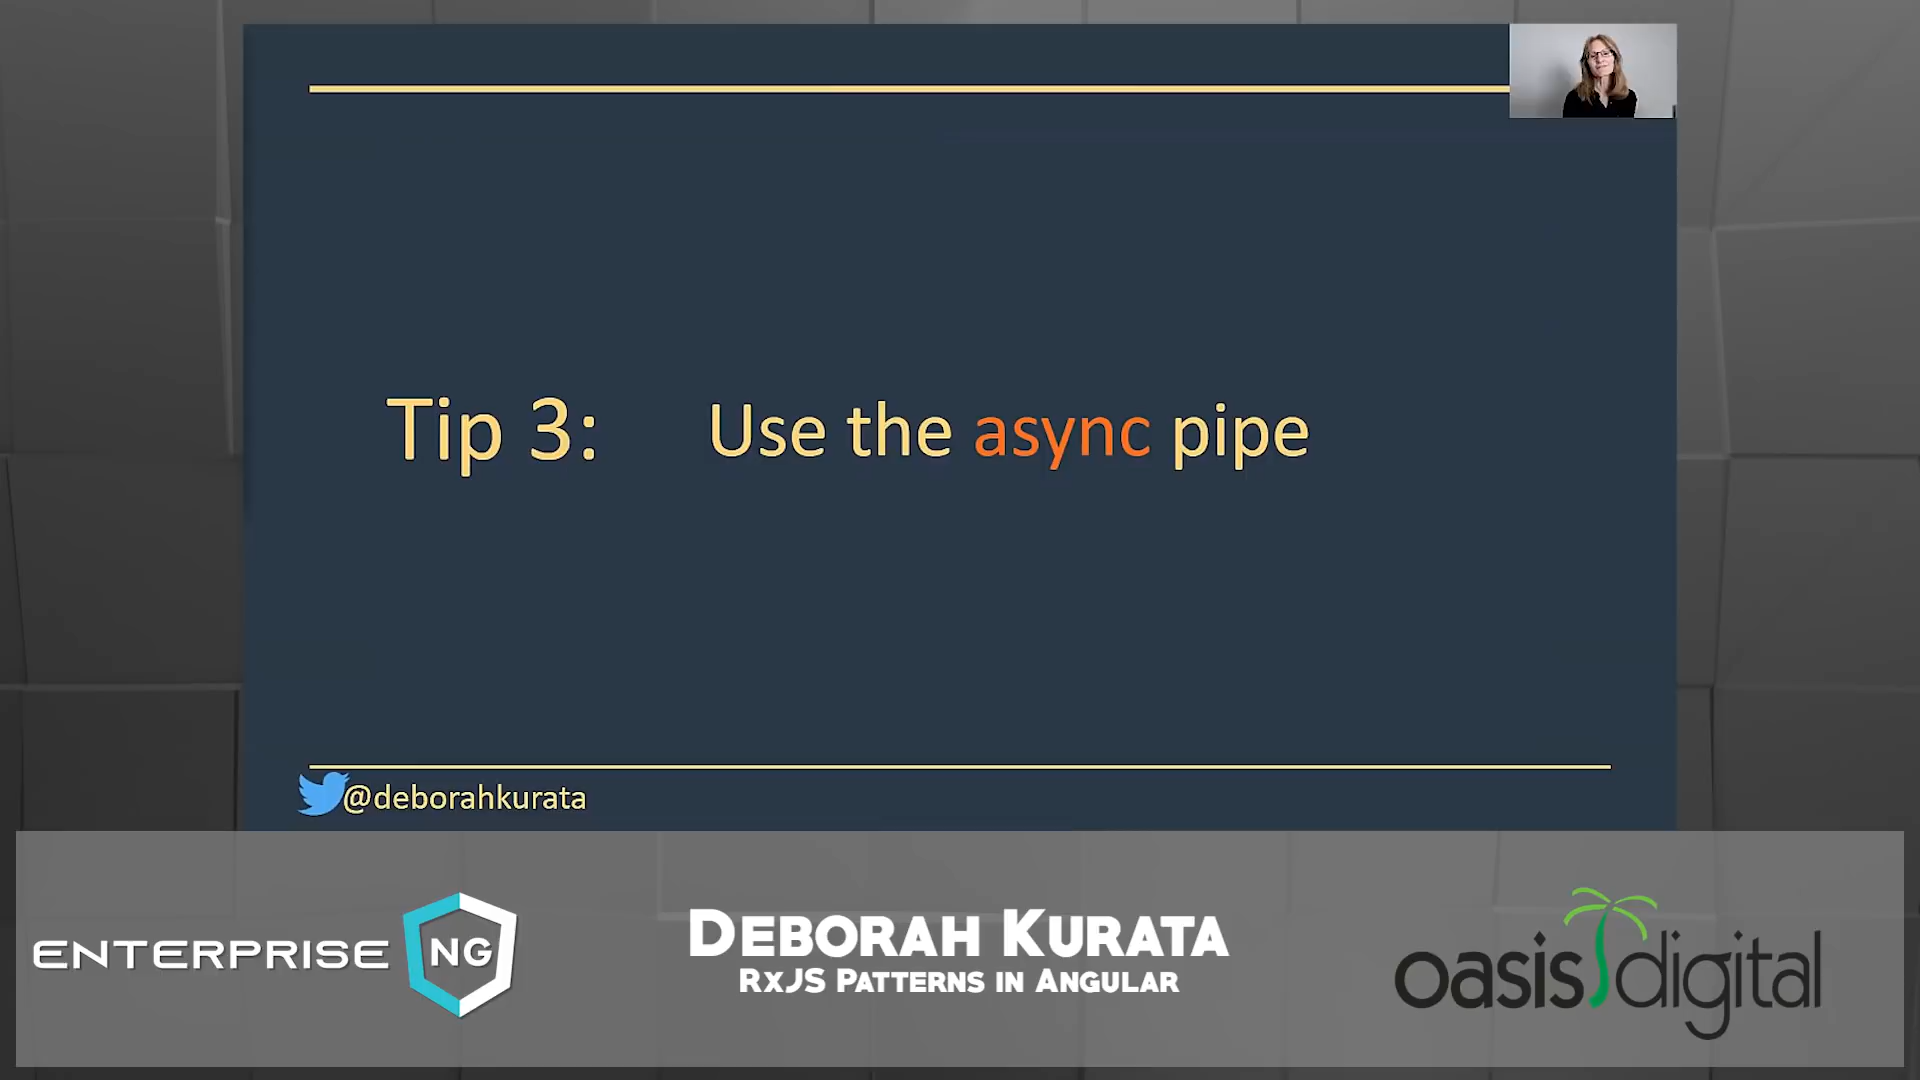 Tip 3: Use the async pipe
@deborahkurata
ENTERPRISE NG
DEBORAH KURATA
RXJS PATTERNS IN ANGULAR
oasis digital